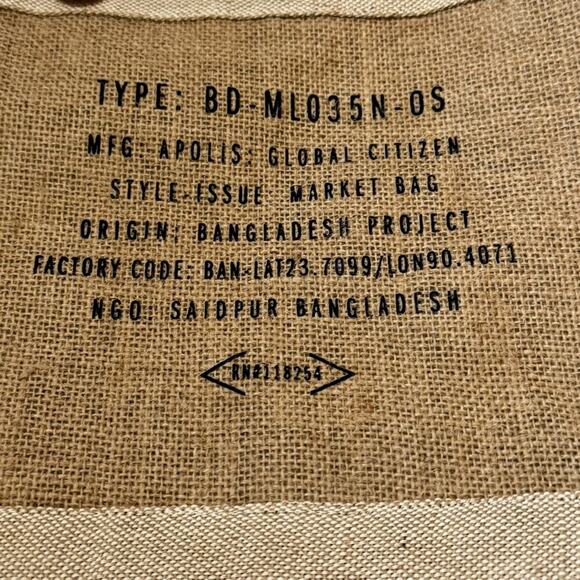 TYPE: BD-ML035N-OS
MFG: APOLIS: GLOBAL CITIZEN
STYLE-ISSUE: MARKET BAG
ORIGIN: BANGLADESH PROJECT
FACTORY CODE: BAN-LAT23.7099/LON90.4071
NGO: SAIDPUR BANGLADESH
RN#118254